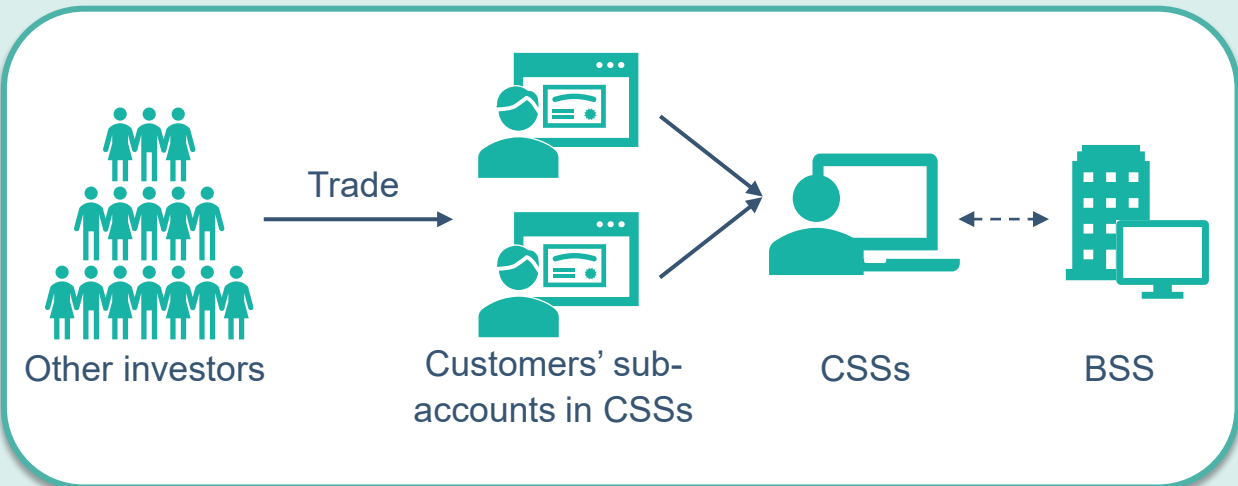 Trade
Other investors
Customers’ sub-
accounts in CSSs
CSSs
BSS